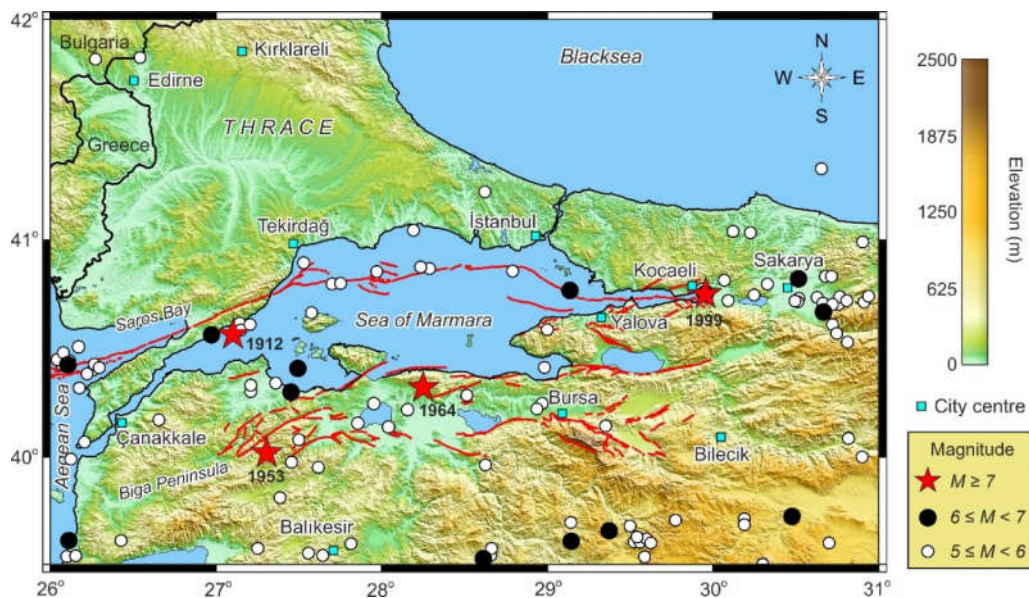 42°
Bulgaria
Kırklareli
Edirne
Blacksea
N
W E
S
THRACE
Greece
Tekirdağ
İstanbul
41°
Kocaeli
Sakarya
Saros Bay
Sea of Marmara
Yalova
1999
1912
1964
Bursa
Aegean Sea
Çanakkale
Bilecik
40°
Biga Peninsula
1953
Balıkesir
26°
27°
28°
29°
30°
31°
2500
1875
1250
625
0
Elevation (m)
City centre
Magnitude
M ≥ 7
6 ≤ M < 7
5 ≤ M < 6